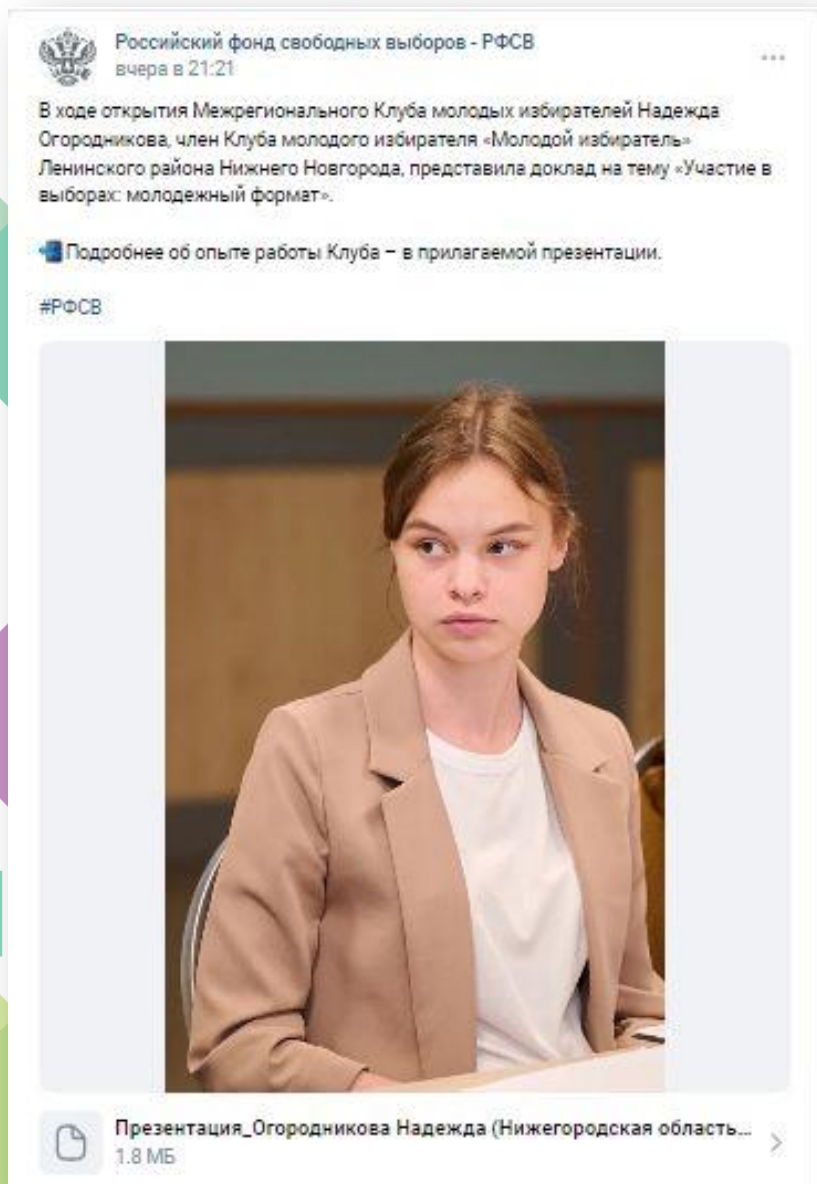 Российский фонд свободных выборов - РФСВ
вчера в 21:21
В ходе открытия Межрегионального Клуба молодых избирателей Надежда
Огородникова, член Клуба молодого избирателя «Молодой избиратель»
Ленинского района Нижнего Новгорода, представила доклад на тему «Участие в
выборах: молодежный формат».
Подробнее об опыте работы Клуба – в прилагаемой презентации.
#РФСВ
Презентация_Огородникова Надежда (Нижегородская область...
1.8 МБ